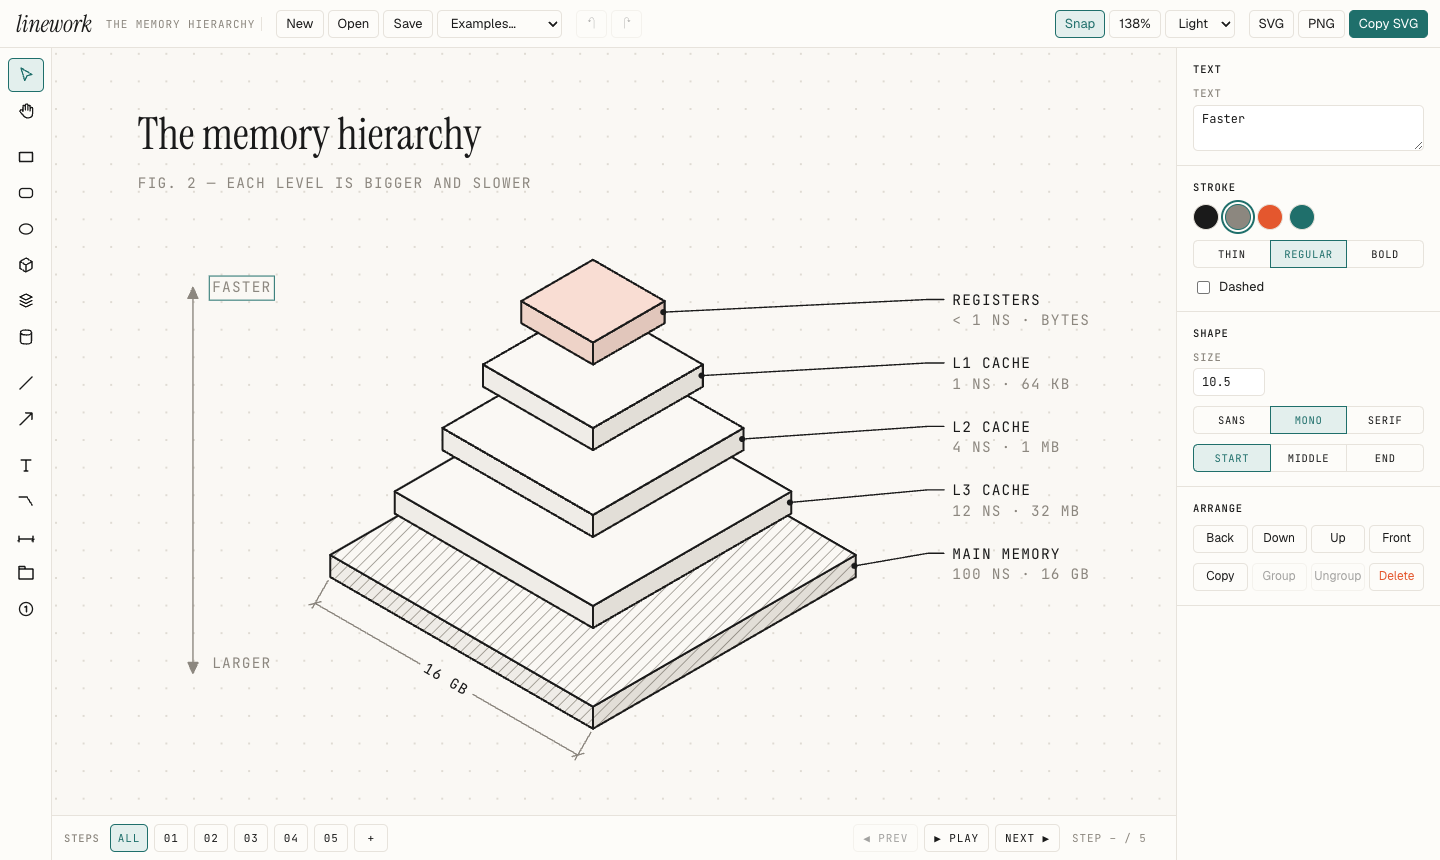 linework
THE MEMORY HIERARCHY
New
Open
Save
Examples…
Snap
138%
Light
SVG
PNG
Copy SVG
The memory hierarchy
FIG. 2 — EACH LEVEL IS BIGGER AND SLOWER
FASTER
LARGER
REGISTERS
< 1 NS · BYTES
L1 CACHE
1 NS · 64 KB
L2 CACHE
4 NS · 1 MB
L3 CACHE
12 NS · 32 MB
MAIN MEMORY
100 NS · 16 GB
16 GB
TEXT
TEXT
Faster
STROKE
THIN
REGULAR
BOLD
Dashed
SHAPE
SIZE
10.5
SANS
MONO
SERIF
START
MIDDLE
END
ARRANGE
Back
Down
Up
Front
Copy
Group
Ungroup
Delete
STEPS
ALL
01
02
03
04
05
+
◀ PREV
▶ PLAY
NEXT ▶
STEP – / 5